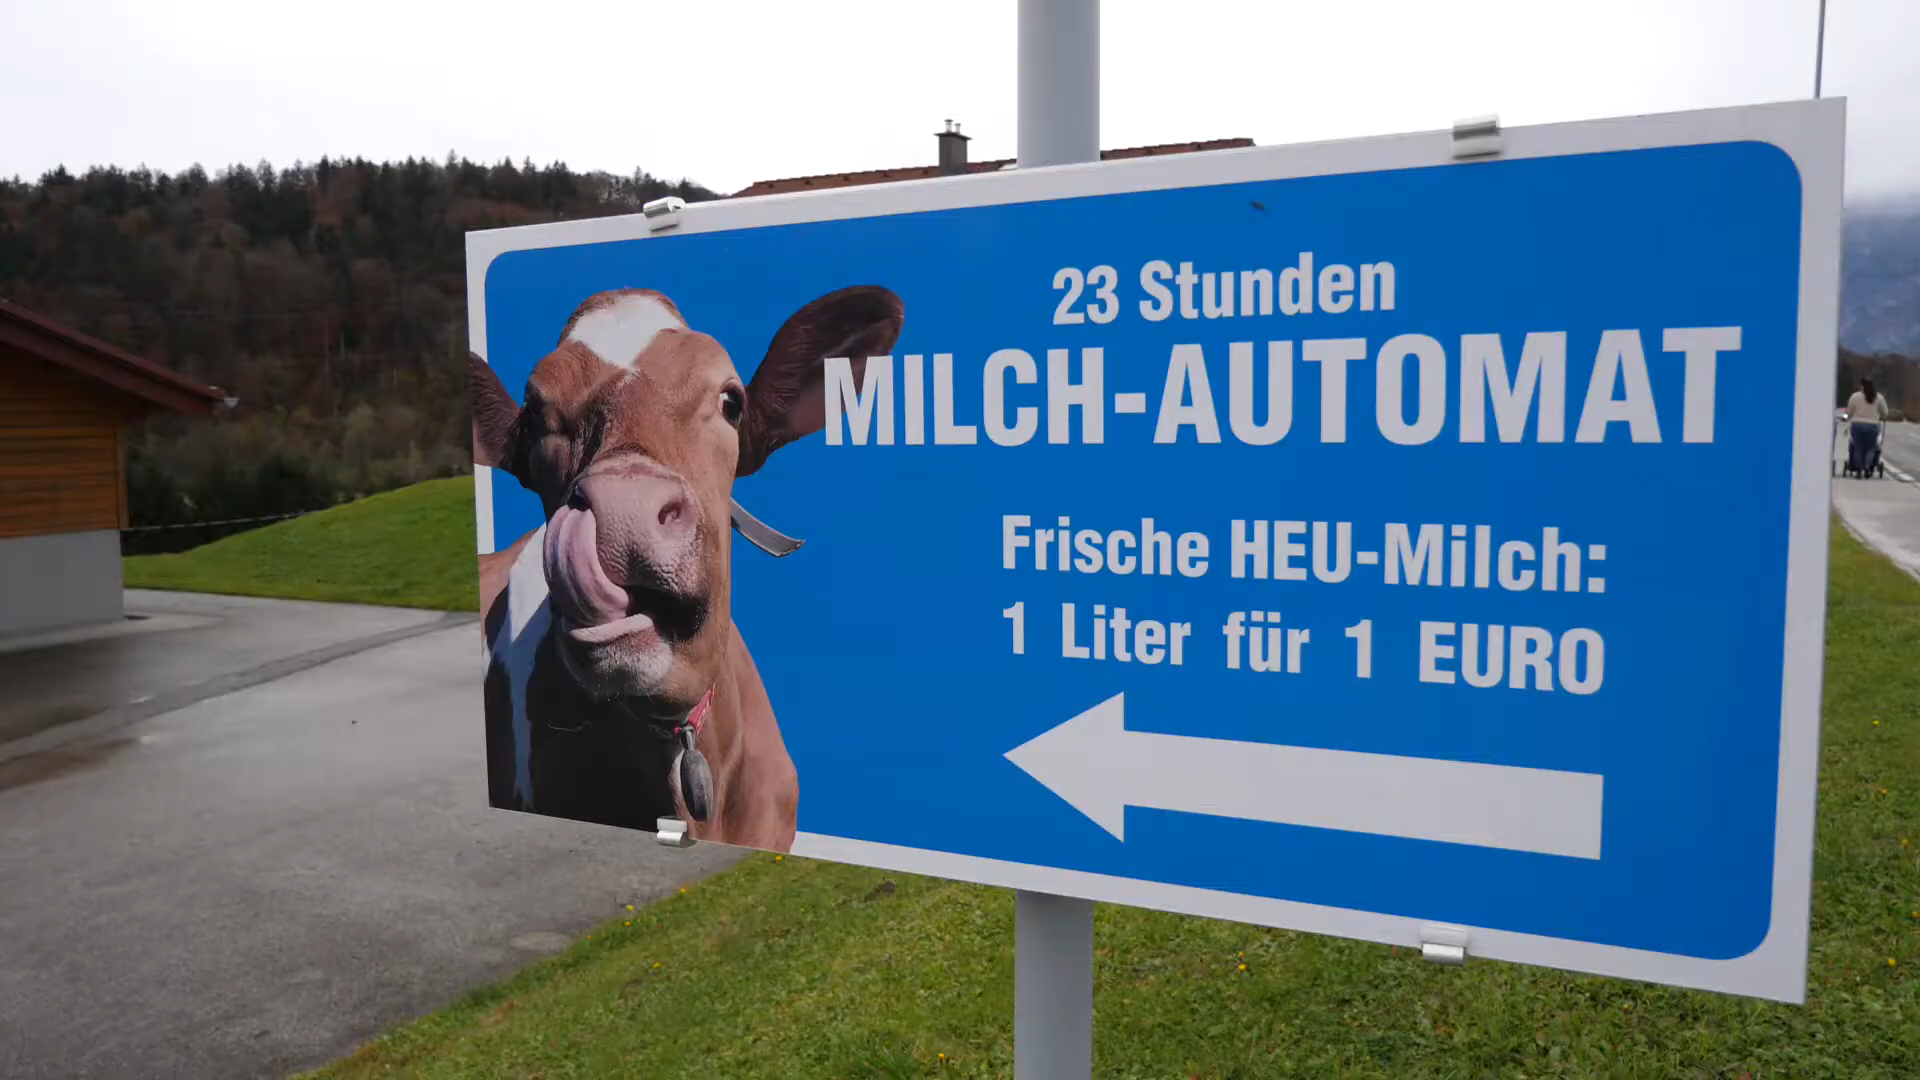 23 Stunden
MILCH-AUTOMAT
Frische HEU-Milch:
1 Liter für 1 EURO